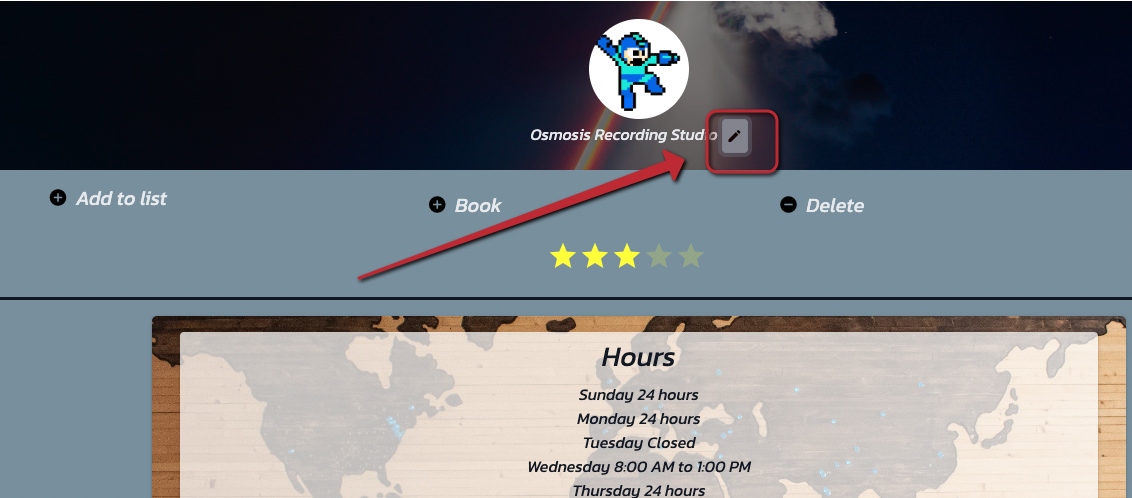 Osmosis Recording Studio
Add to list
Book
Delete
Hours
Sunday 24 hours
Monday 24 hours
Tuesday Closed
Wednesday 8:00 AM to 1:00 PM
Thursday 24 hours